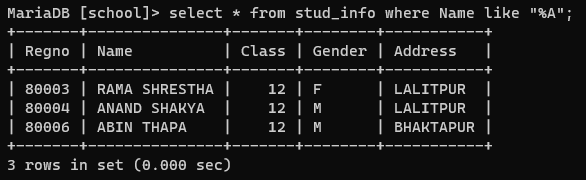 MariaDB [school]> select * from stud_info where Name like "%A";
+-------+---------------+-------+--------+-----------+
| Regno | Name          | Class | Gender | Address   |
+-------+---------------+-------+--------+-----------+
| 80003 | RAMA SHRESTHA |    12 | F      | LALITPUR  |
| 80004 | ANAND SHAKYA  |    12 | M      | LALITPUR  |
| 80006 | ABIN THAPA    |    12 | M      | BHAKTAPUR |
+-------+---------------+-------+--------+-----------+
3 rows in set (0.000 sec)